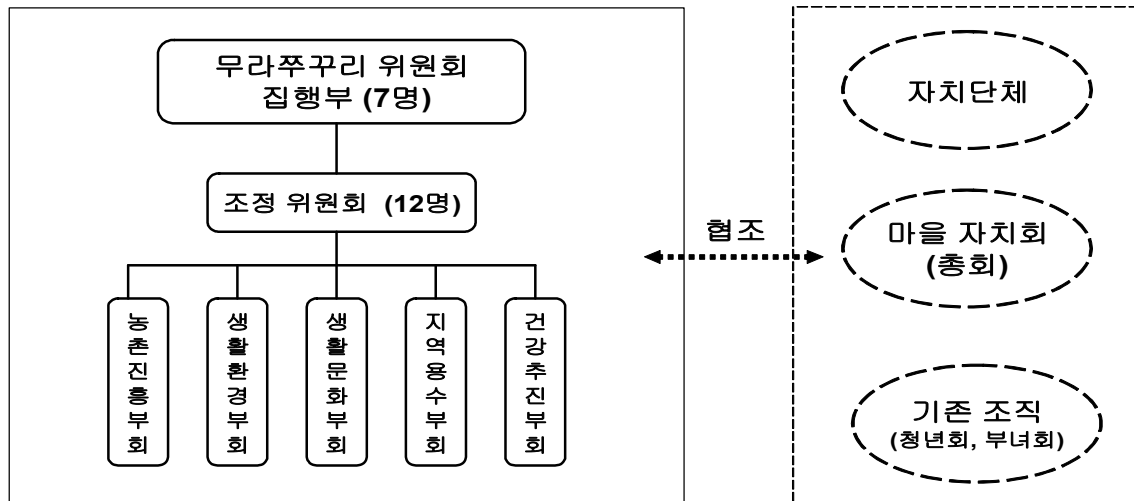 무라쯔꾸리 위원회
집행부 (7명)
조정 위원회 (12명)
농촌진흥부회
생활환경부회
생활문화부회
지역용수부회
건강추진부회
협조
자치단체
마을 자치회
(총회)
기존 조직
(청년회, 부녀회)